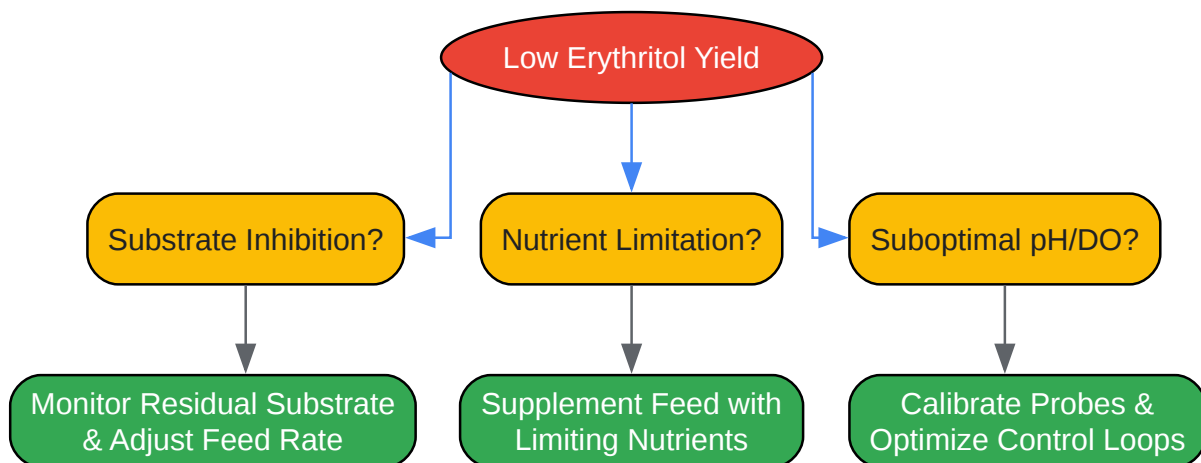 Low Erythritol Yield
Substrate Inhibition?
Nutrient Limitation?
Suboptimal pH/DO?
Monitor Residual Substrate
& Adjust Feed Rate
Supplement Feed with
Limiting Nutrients
Calibrate Probes &
Optimize Control Loops